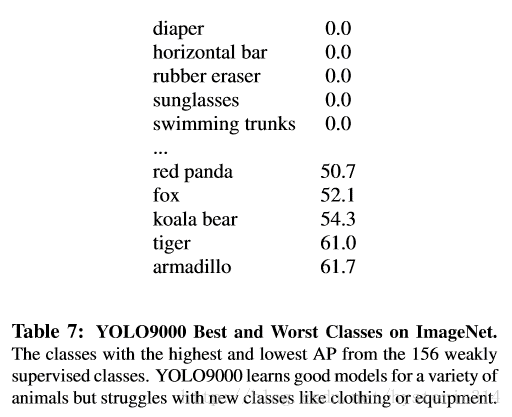 diaper 0.0
horizontal bar 0.0
rubber eraser 0.0
sunglasses 0.0
swimming trunks 0.0
...
red panda 50.7
fox 52.1
koala bear 54.3
tiger 61.0
armadillo 61.7
Table 7: YOLO9000 Best and Worst Classes on ImageNet.
The classes with the highest and lowest AP from the 156 weakly
supervised classes. YOLO9000 learns good models for a variety of
animals but struggles with new classes like clothing or equipment.